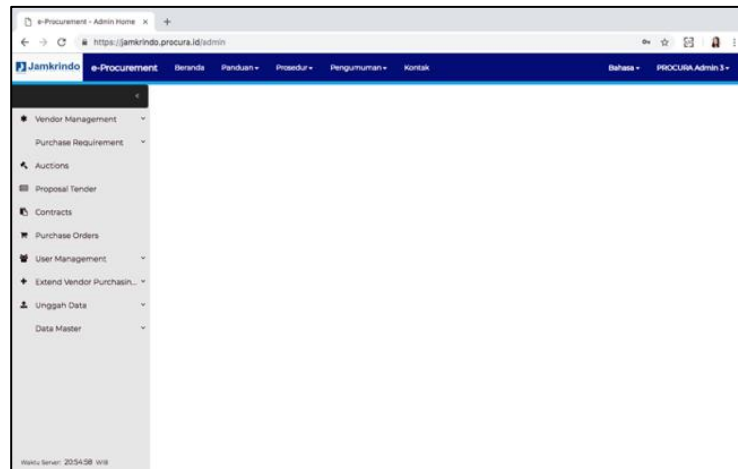 e-Procurement - Admin Home
https://jamkrindo.procura.id/admin
Jamkrindo e-Procurement Beranda Panduan Prosedur Pengumuman Kontak Bahasa PROCURA Admin 3
Vendor Management
Purchase Requirement
Auctions
Proposal Tender
Contracts
Purchase Orders
User Management
Extend Vendor Purchasin...
Unggah Data
Data Master
Waktu Server: 20:54:58 WIB